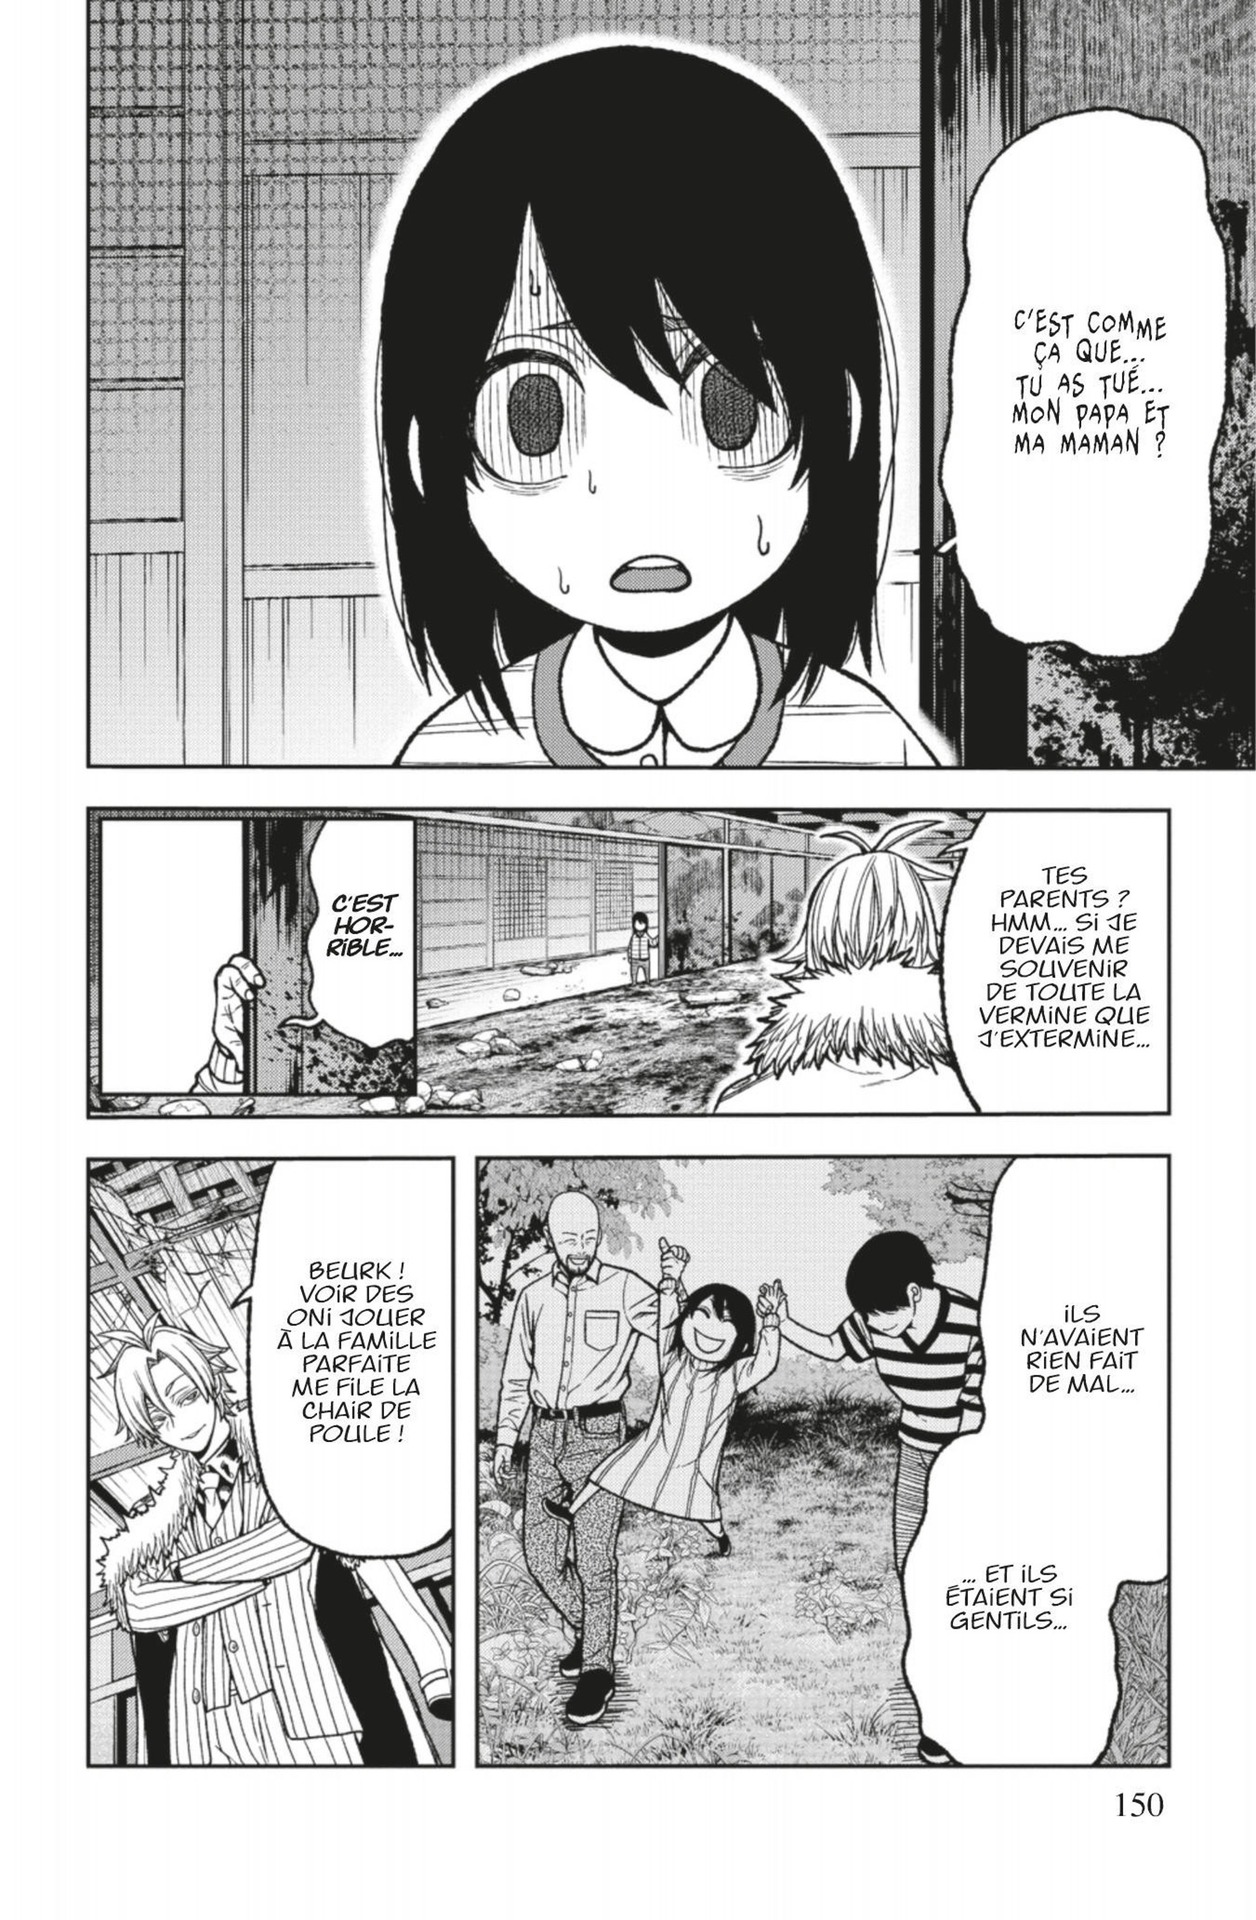 C'EST COMME
ÇA QUE...
TU AS TUÉ...
MON PAPA ET
MA MAMAN ?
TES
PARENTS ?
HMM... SI JE
DEVAIS ME
SOUVENIR
DE TOUTE LA
VERMINE QUE
J'EXTERMINE...
C'EST
HOR-
RIBLE...
ILS
N'AVAIENT
RIEN FAIT
DE MAL...
... ET ILS
ÉTAIENT SI
GENTILS...
BEURK !
VOIR DES
ONI JOUER
À LA FAMILLE
PARFAITE
ME FILE LA
CHAIR DE
POULE !
150